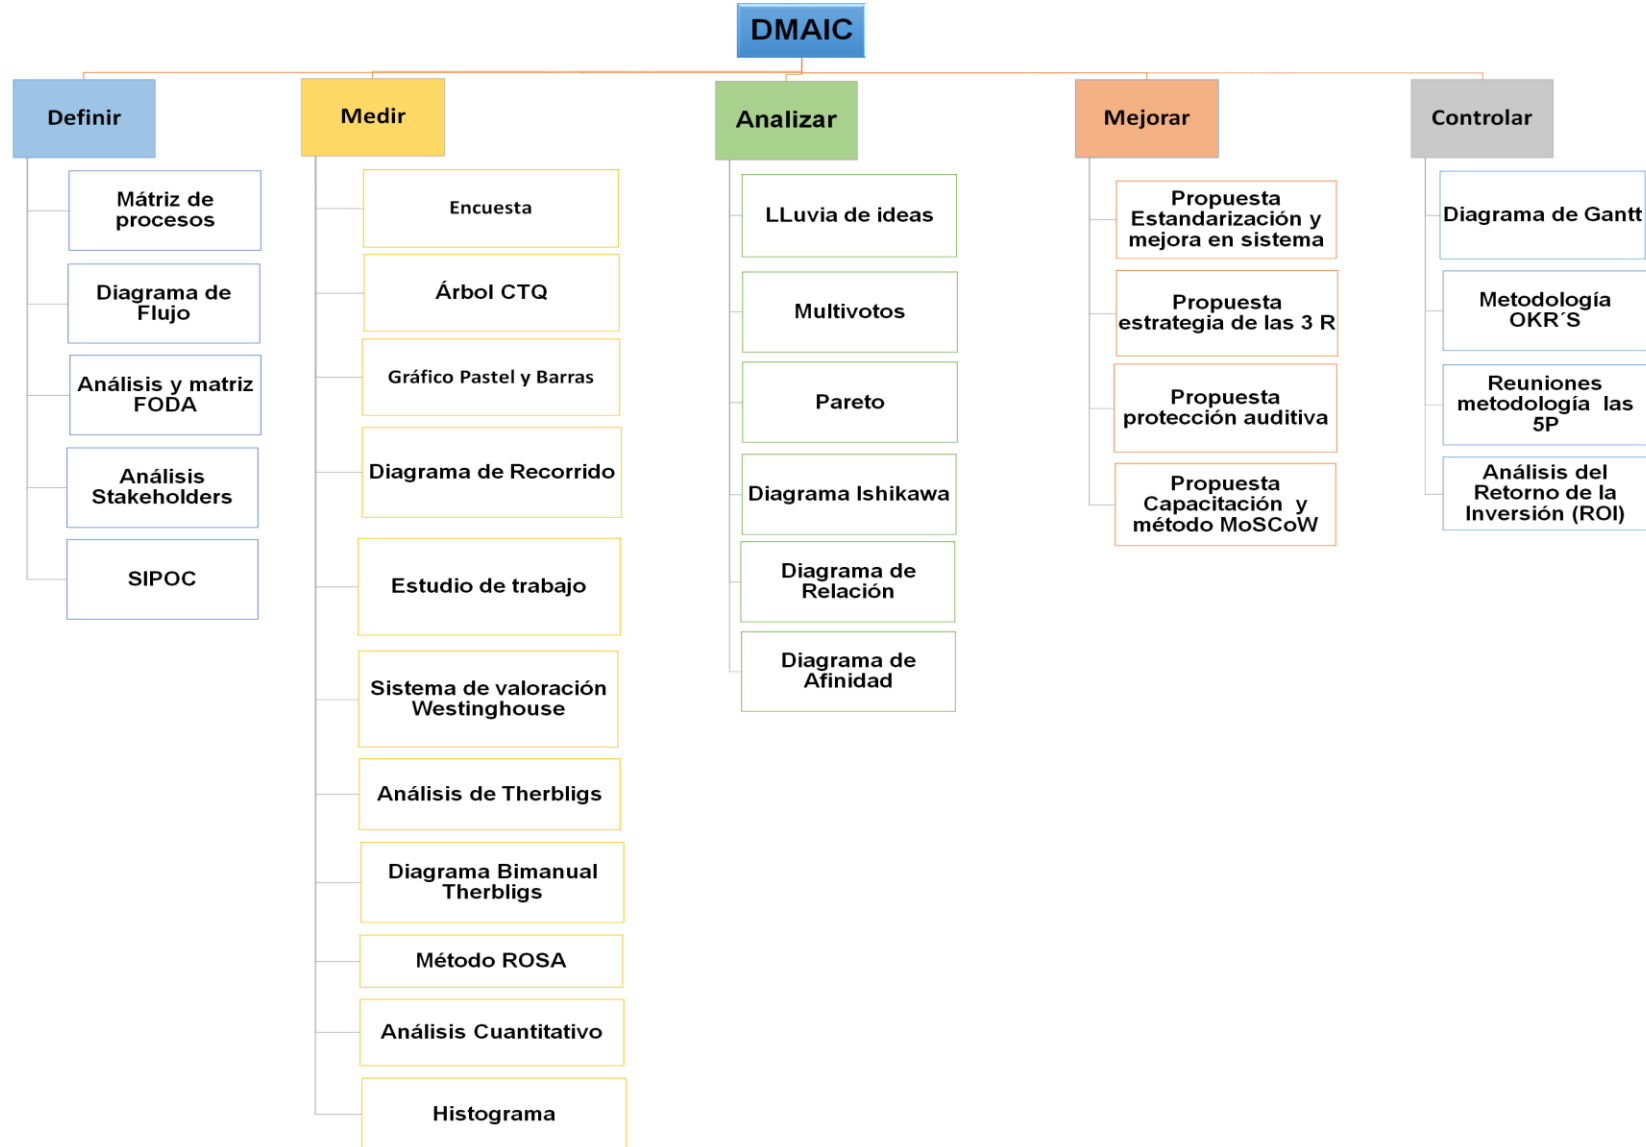 DMAIC
Definir
Mátriz de
procesos
Diagrama de
Flujo
Análisis y matriz
FODA
Análisis
Stakeholders
SIPOC
Medir
Encuesta
Árbol CTQ
Gráfico Pastel y Barras
Diagrama de Recorrido
Estudio de trabajo
Sistema de valoración
Westinghouse
Análisis de Therbligs
Diagrama Bimanual
Therbligs
Método ROSA
Análisis Cuantitativo
Histograma
Analizar
LLuvia de ideas
Multivotos
Pareto
Diagrama Ishikawa
Diagrama de
Relación
Diagrama de
Afinidad
Mejorar
Propuesta
Estandarización y
mejora en sistema
Propuesta
estrategia de las 3 R
Propuesta
protección auditiva
Propuesta
Capacitación y
método MoSCoW
Controlar
Diagrama de Gantt
Metodología
OKR´S
Reuniones
metodología las
5P
Análisis del
Retorno de la
Inversión (ROI)